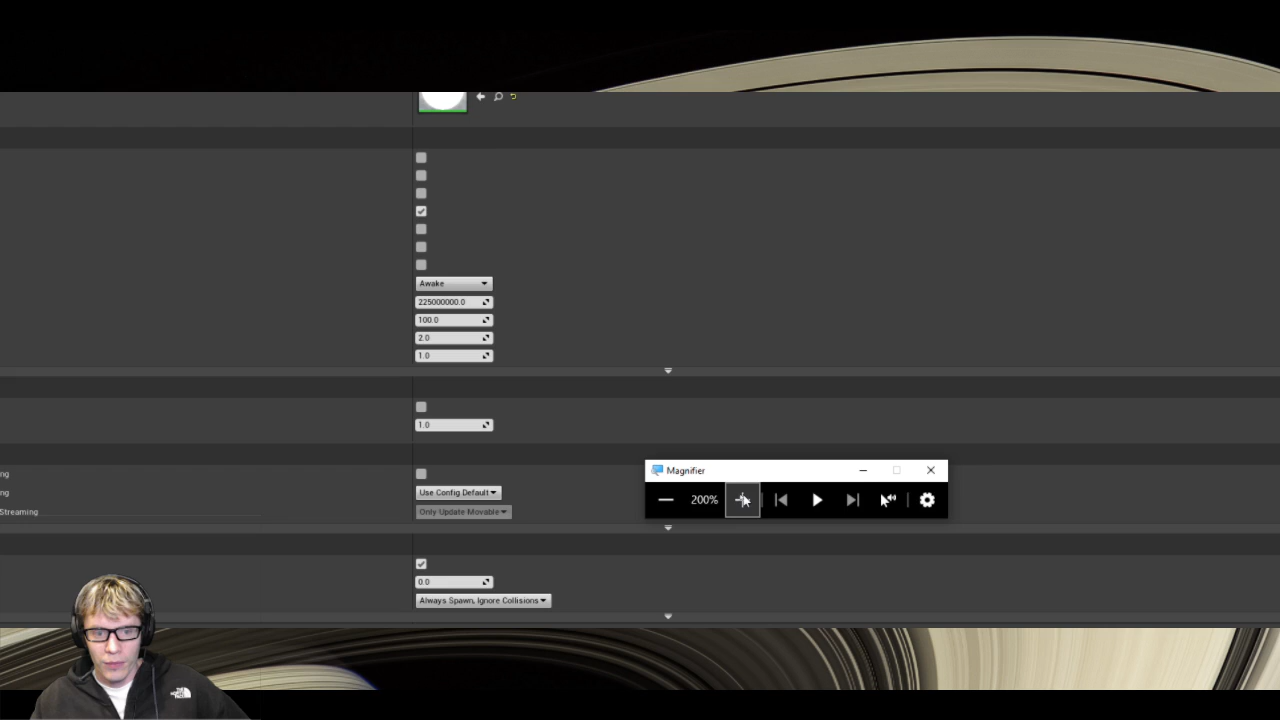 Awake
225000000.0
100.0
2.0
1.0
1.0
ng
ng
Use Config Default
Streaming
Only Update Movable
Magnifier
200%
0.0
Always Spawn, Ignore Collisions